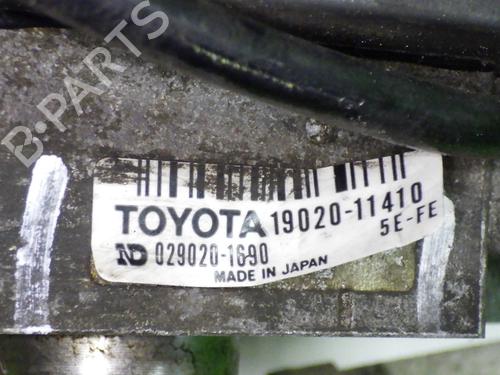 B-PARTS
TOYOTA 19020-11410
5E-FE
ND 029020-1690
MADE IN JAPAN